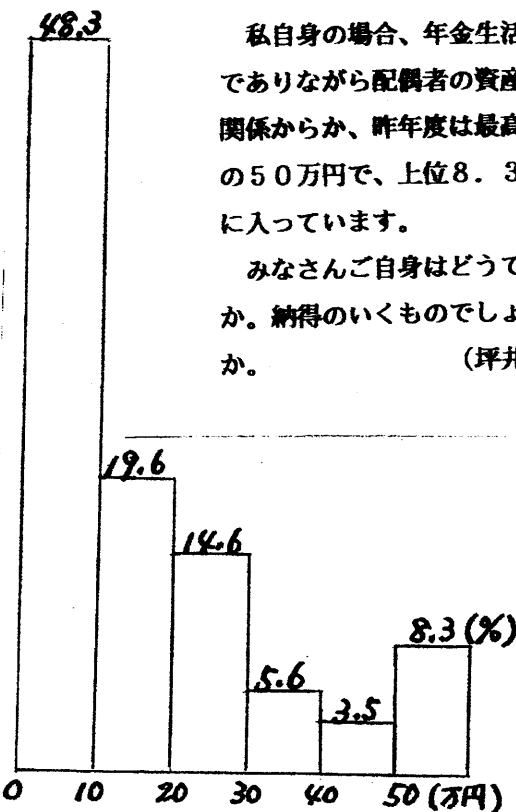 48.3
私自身の場合、年金生活
でありながら配偶者の資産
関係からか、昨年度は最高
の50万円で、上位8.3
に入っています。
みなさんご自身はどうで
か。納得のいくものでしょ
か。 (坪井
19.6
14.6
5.6
3.5
8.3 (%)
0 10 20 30 40 50 (万円)